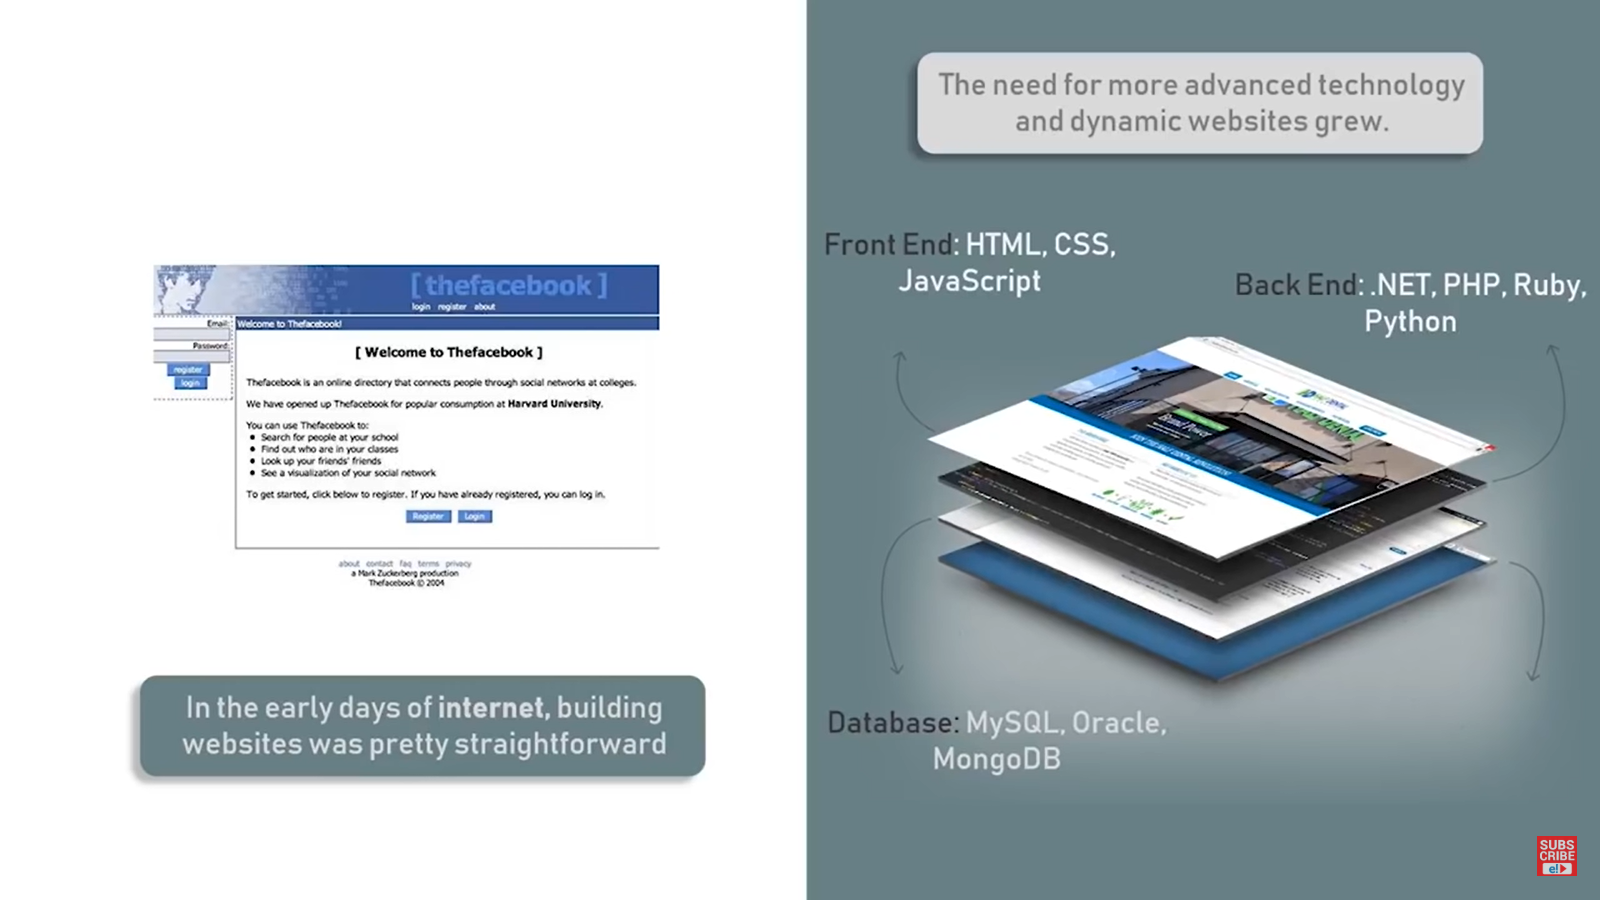 [ thefacebook ]
login register about
Email:
Password:
register
login
Welcome to Thefacebook!
[ Welcome to Thefacebook ]
Thefacebook is an online directory that connects people through social networks at colleges.
We have opened up Thefacebook for popular consumption at Harvard University.
You can use Thefacebook to:
• Search for people at your school
• Find out who are in your classes
• Look up your friends' friends
• See a visualization of your social network
To get started, click below to register. If you have already registered, you can log in.
Register Login
about contact faq terms privacy
a Mark Zuckerberg production
Thefacebook © 2004
In the early days of internet, building
websites was pretty straightforward
The need for more advanced technology
and dynamic websites grew.
Front End: HTML, CSS,
JavaScript
Back End: .NET, PHP, Ruby,
Python
Brand Power
Database: MySQL, Oracle,
MongoDB
SUBS
CRIBE
e!